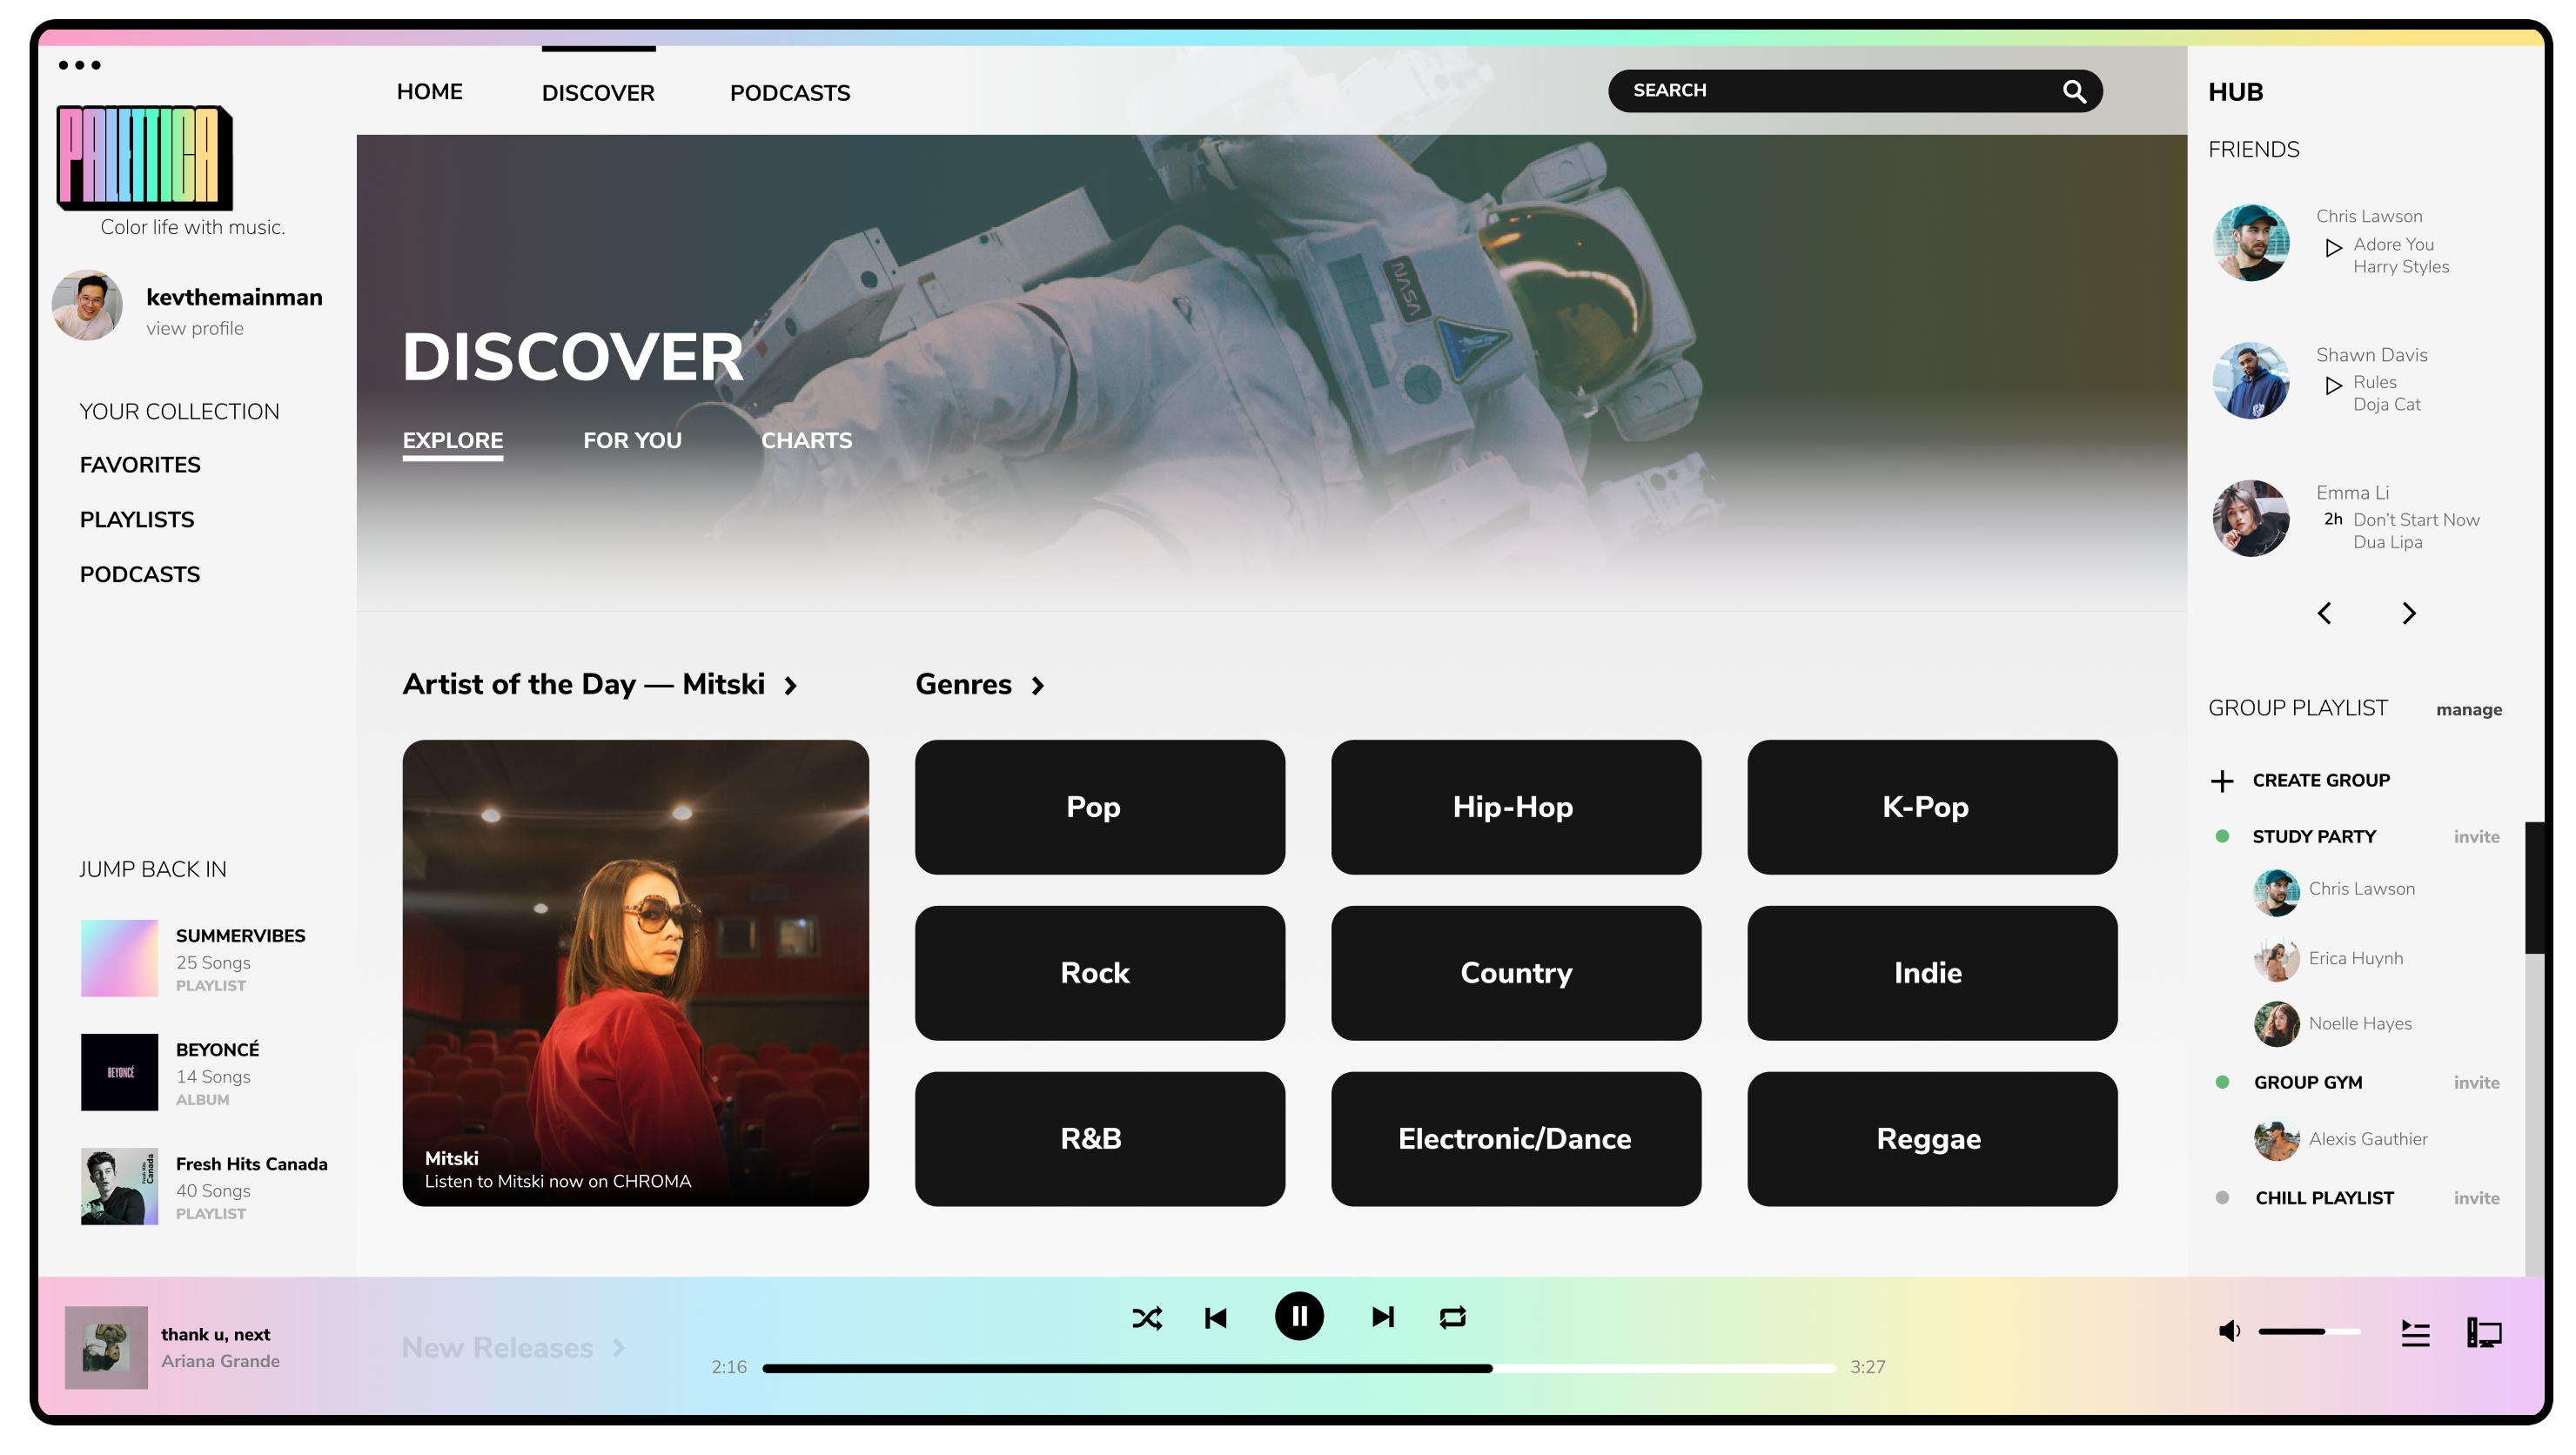 HOME
DISCOVER
PODCASTS
SEARCH
PALETTGA
Color life with music.
kevthemainman
view profile
YOUR COLLECTION
FAVORITES
PLAYLISTS
PODCASTS
JUMP BACK IN
SUMMERVIBES
25 Songs
PLAYLIST
BEYONCÉ
BEYONCÉ
14 Songs
ALBUM
Fresh Hits
Canada
Fresh Hits Canada
40 Songs
PLAYLIST
NASA
DISCOVER
EXPLORE
FOR YOU
CHARTS
Artist of the Day — Mitski
Mitski
Listen to Mitski now on CHROMA
Genres
Pop
Hip-Hop
K-Pop
Rock
Country
Indie
R&B
Electronic/Dance
Reggae
HUB
FRIENDS
Chris Lawson
Adore You
Harry Styles
Shawn Davis
Rules
Doja Cat
Emma Li
2h Don't Start Now
Dua Lipa
GROUP PLAYLIST
manage
CREATE GROUP
STUDY PARTY
invite
Chris Lawson
Erica Huynh
Noelle Hayes
GROUP GYM
invite
Alexis Gauthier
CHILL PLAYLIST
invite
thank u, next
Ariana Grande
New Releases
2:16
3:27